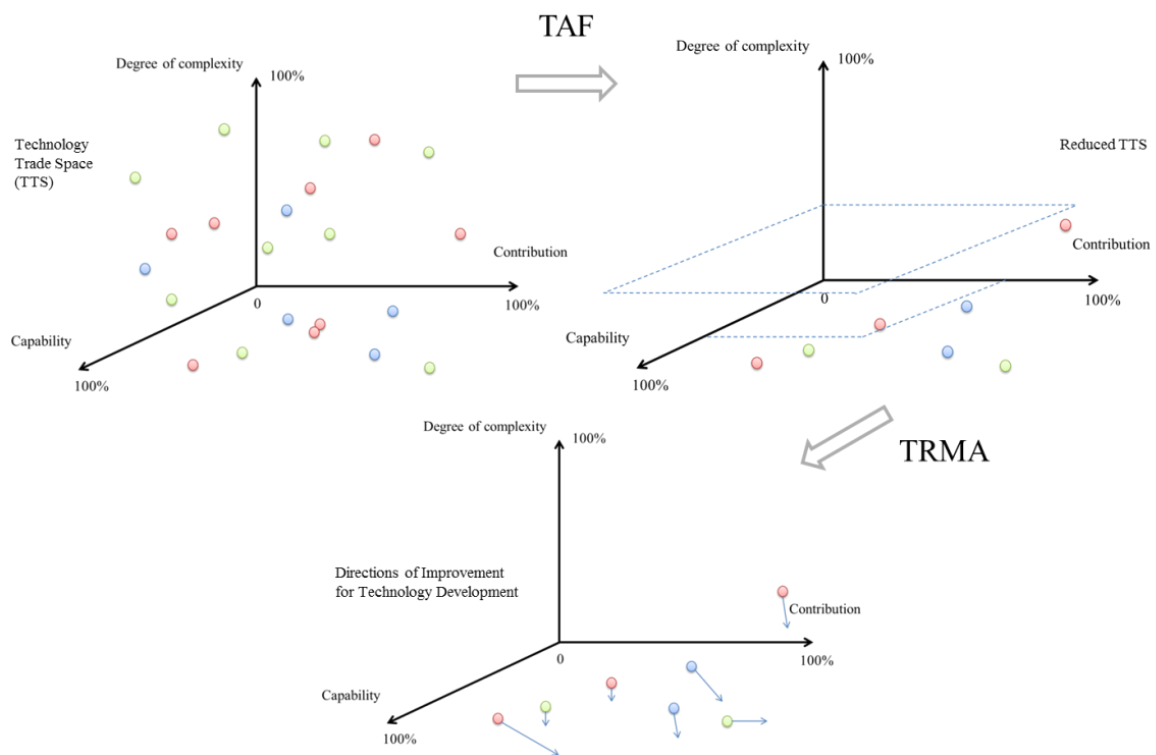 TAF
Degree of complexity
100%
Technology
Trade Space
(TTS)
Contribution
0
100%
Capability
100%
Degree of complexity
100%
Reduced TTS
Contribution
0
100%
Capability
100%
TRMA
Degree of complexity
100%
Directions of Improvement
for Technology Development
Contribution
0
100%
Capability
100%